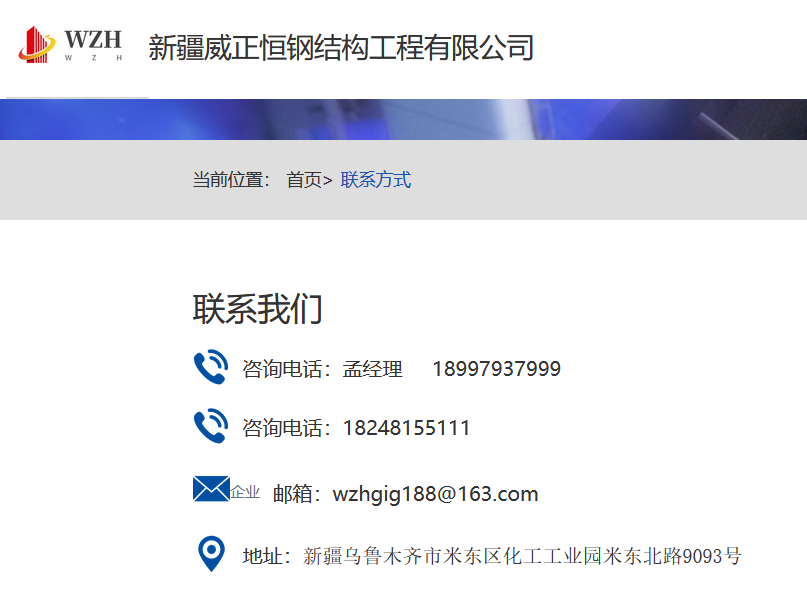 WZH
W Z H
新疆威正恒钢结构工程有限公司
当前位置： 首页> 联系方式
联系我们
咨询电话：孟经理 18997937999
咨询电话：18248155111
企业 邮箱：wzhgig188@163.com
地址：新疆乌鲁木齐市米东区化工工业园米东北路9093号